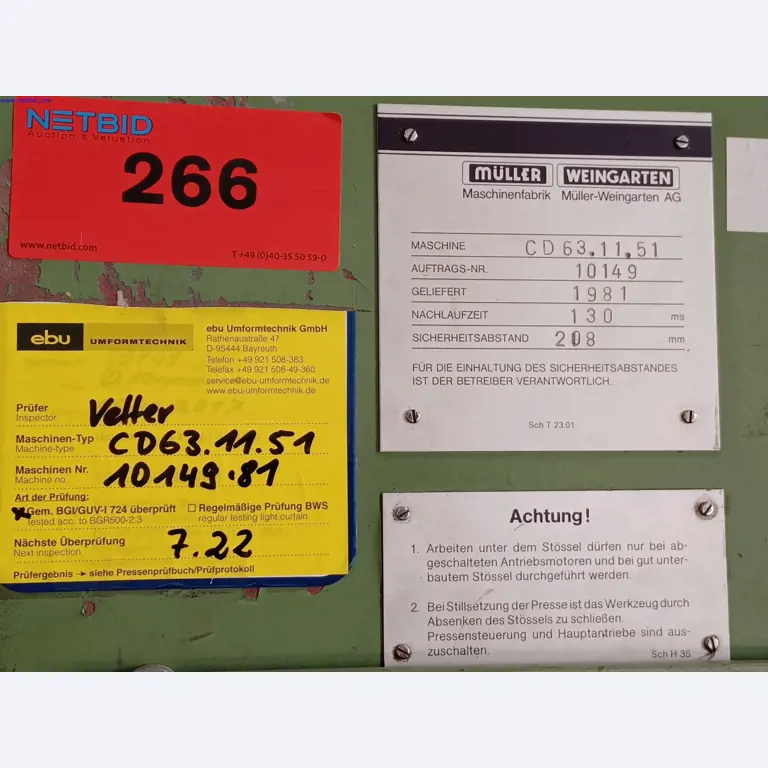 NETBID
Auction & Valuation
266
www.netbid.com
T +49 (0)40-35 50 59-0
MÜLLER WEINGARTEN
Maschinenfabrik Müller-Weingarten AG
MASCHINE CD 63.11.51
AUFTRAGS-NR. 10149
GELIEFERT 1981
NACHLAUFZEIT 130 ms
SICHERHEITSABSTAND 208 mm
FÜR DIE EINHALTUNG DES SICHERHEITSABSTANDES
IST DER BETREIBER VERANTWORTLICH.
Sch T 23.01
ebu UMFORMTECHNIK
ebu Umformtechnik GmbH
Rathenaustraße 47
D-95444 Bayreuth
Telefon +49 921 508-383
Telefax +49 921 508-49-360
service@ebu-umformtechnik.de
www.ebu-umformtechnik.de
Prüfer Vetter
Inspector
Maschinen-Typ CD63.11.51
Machine-type
Maschinen Nr. 10149.81
Machine no.
Art der Prüfung:
Gem. BGI/GUV-I 724 überprüft Regelmäßige Prüfung BWS
Tested acc. to BGR500-2.3 regular testing light curtain
Nächste Überprüfung 7.22
Next inspection
Prüfergebnis → siehe Pressenprüfbuch/Prüfprotokoll
Achtung!
1. Arbeiten unter dem Stössel dürfen nur bei ab-
geschalteten Antriebsmotoren und bei gut unter-
bautem Stössel durchgeführt werden.
2. Bei Stillsetzung der Presse ist das Werkzeug durch
Absenken des Stössels zu schließen.
Pressensteuerung und Hauptantriebe sind aus-
zuschalten.
Sch H 35